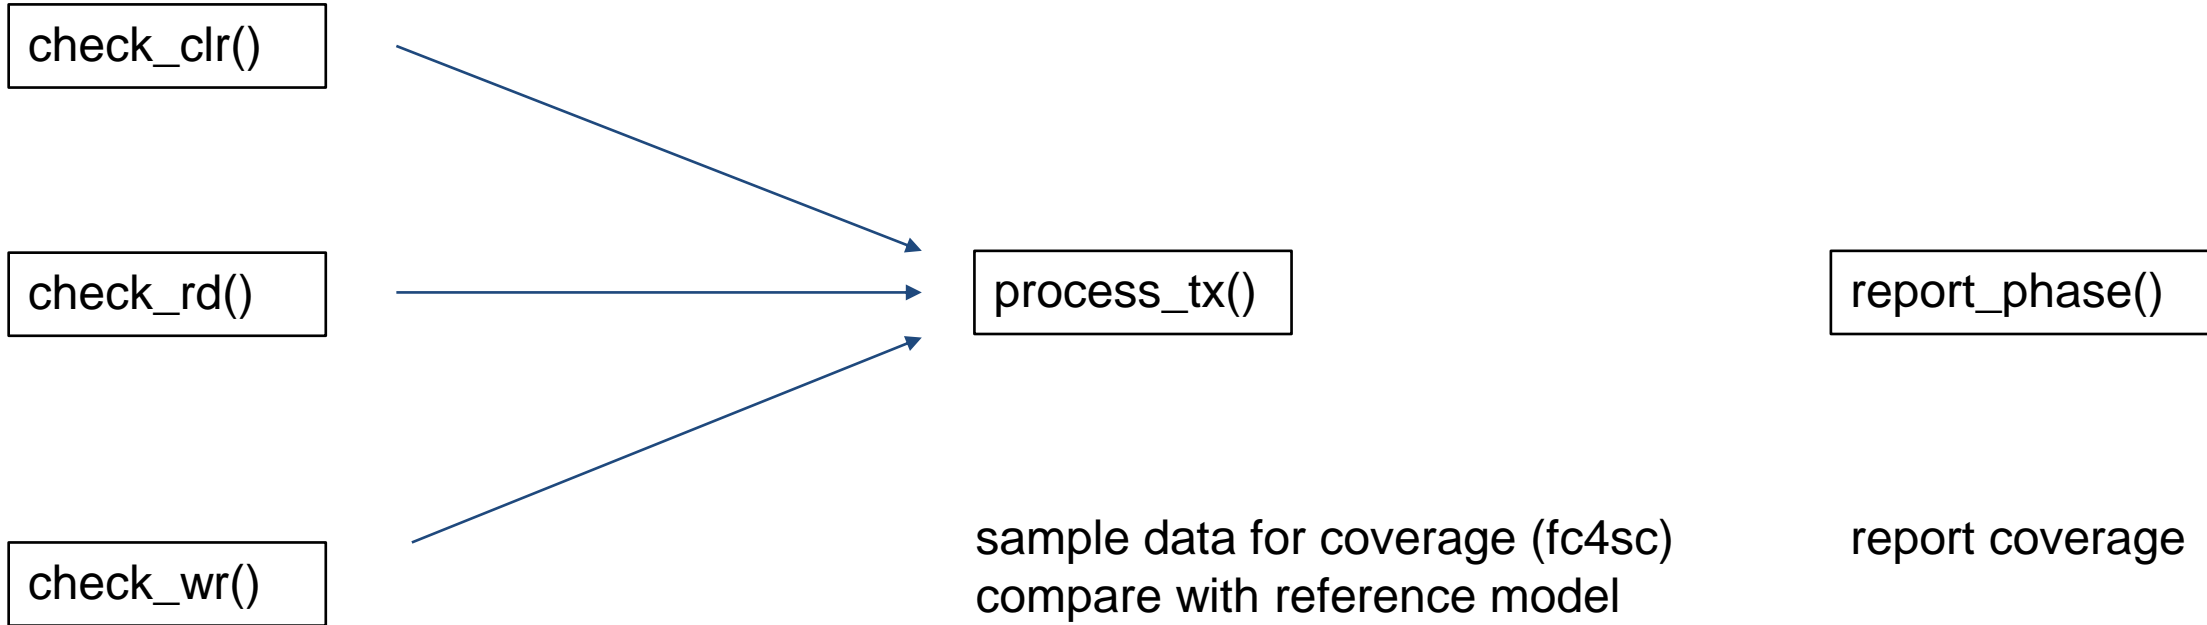 check_clr()
check_rd()
process_tx()
report_phase()
check_wr()
sample data for coverage (fc4sc)
compare with reference model
report coverage